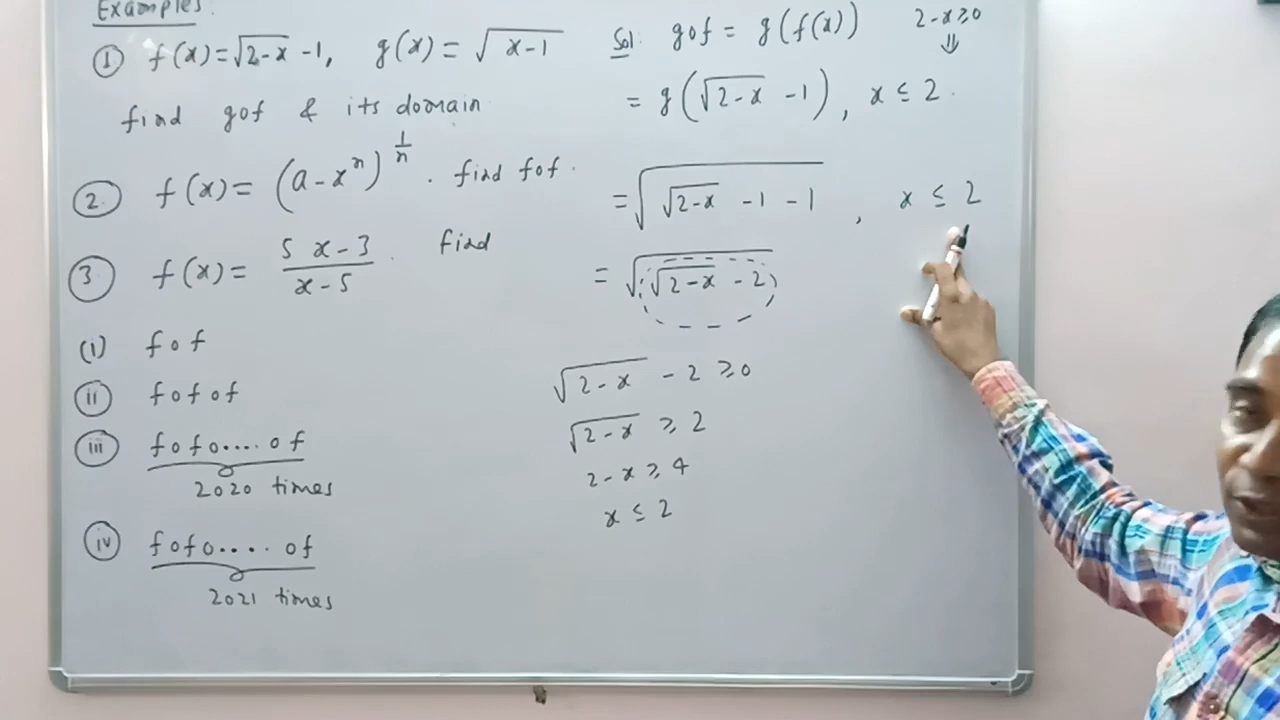 Examples:
① f(x)=√(2-x) -1, g(x) = √(x-1)
find gof & its domain.
② f(x)= (a-xⁿ)^(1/n) . find fof.
③ f(x)= (5x-3)/(x-5) . find
(i) fof
(ii) fofof
(iii) fofo....of
2020 times
(iv) fofo....of
2021 times
Sol: gof = g(f(x))
2-x≥0
⇓
= g(√(2-x) -1), x ≤ 2.
= √(√(2-x) -1 -1) , x ≤ 2
= √(√(2-x) -2)
√(2-x) -2 ≥0
√(2-x) ≥ 2
2-x ≥ 4
x ≤ 2